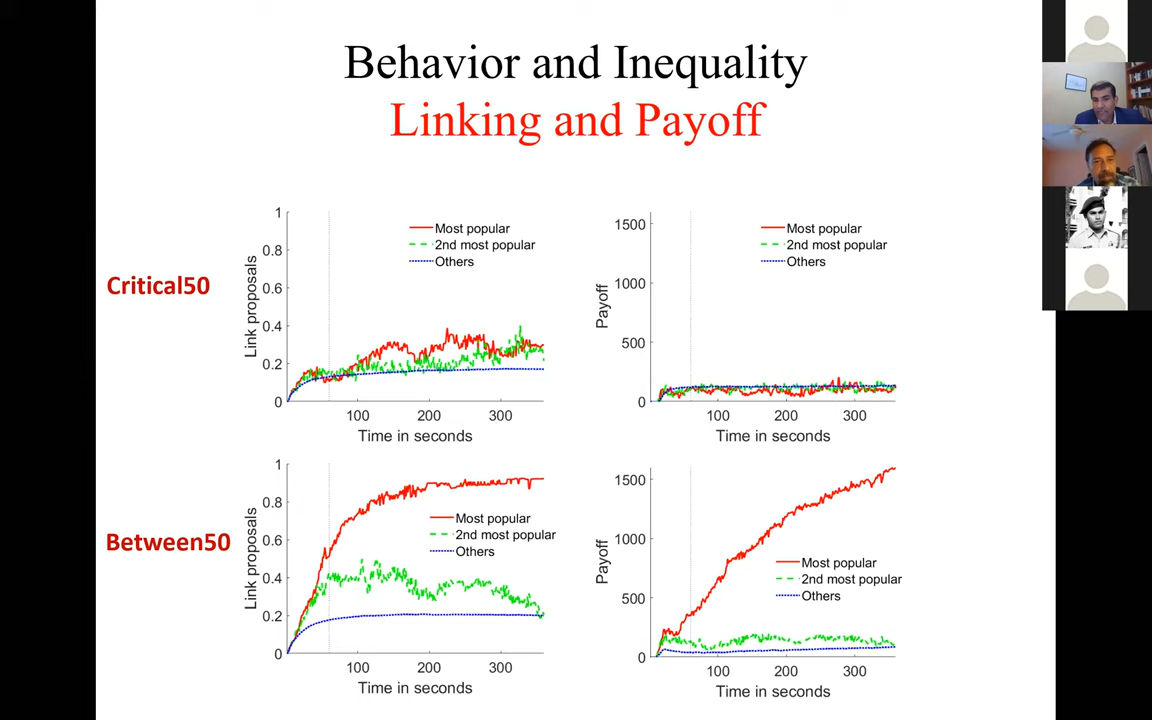 Behavior and Inequality
Linking and Payoff
Critical50
Link proposals
1
0.8
0.6
0.4
0.2
0
100
200
300
Time in seconds
Most popular
2nd most popular
Others
Payoff
1500
1000
500
0
100
200
300
Time in seconds
Most popular
2nd most popular
Others
Between50
Link proposals
1
0.8
0.6
0.4
0.2
0
100
200
300
Time in seconds
Most popular
2nd most popular
Others
Payoff
1500
1000
500
0
100
200
300
Time in seconds
Most popular
2nd most popular
Others